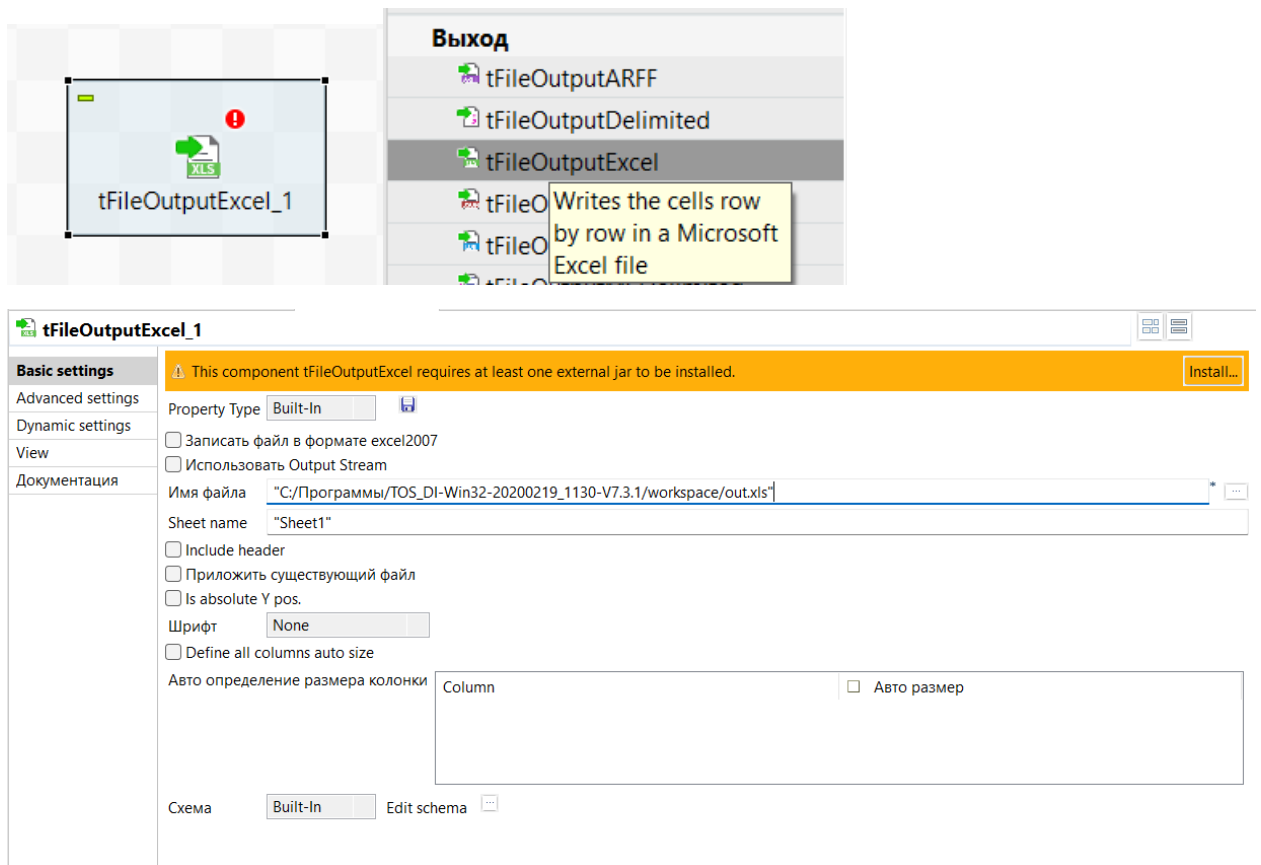 Выход
tFileOutputARFF
tFileOutputDelimited
tFileOutputExcel
tFileO
tFileO
Writes the cells row
by row in a Microsoft
Excel file
XLS
tFileOutputExcel_1
tFileOutputExcel_1
Basic settings
Advanced settings
Dynamic settings
View
Документация
This component tFileOutputExcel requires at least one external jar to be installed.
Install...
Property Type Built-In
Записать файл в формате excel2007
Использовать Output Stream
Имя файла "C:/Программы/TOS_DI-Win32-20200219_1130-V7.3.1/workspace/out.xls" * ...
Sheet name "Sheet1"
Include header
Приложить существующий файл
Is absolute Y pos.
Шрифт None
Define all columns auto size
Авто определение размера колонки
Column Авто размер
Схема Built-In Edit schema ...